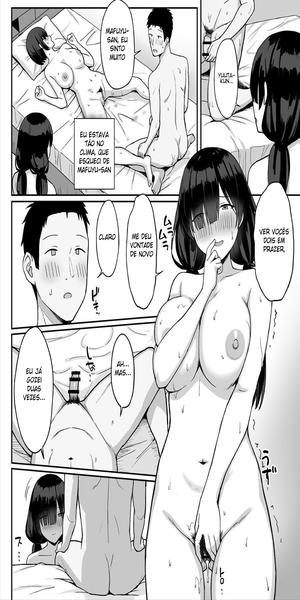 YUUTA-
KUN...
MAFUYU-
SAN, EU
SINTO
MUITO
EU ESTAVA
TÃO NO
CLIMA, QUE
ESQUECI DE
MAFUYU-SAN
VER VOCÊS
DOIS EM
PRAZER,
ME DEU
VONTADE
DE NOVO
CLARO
AH...
MAS...
EU JÁ
GOZEI
DUAS
VEZES...